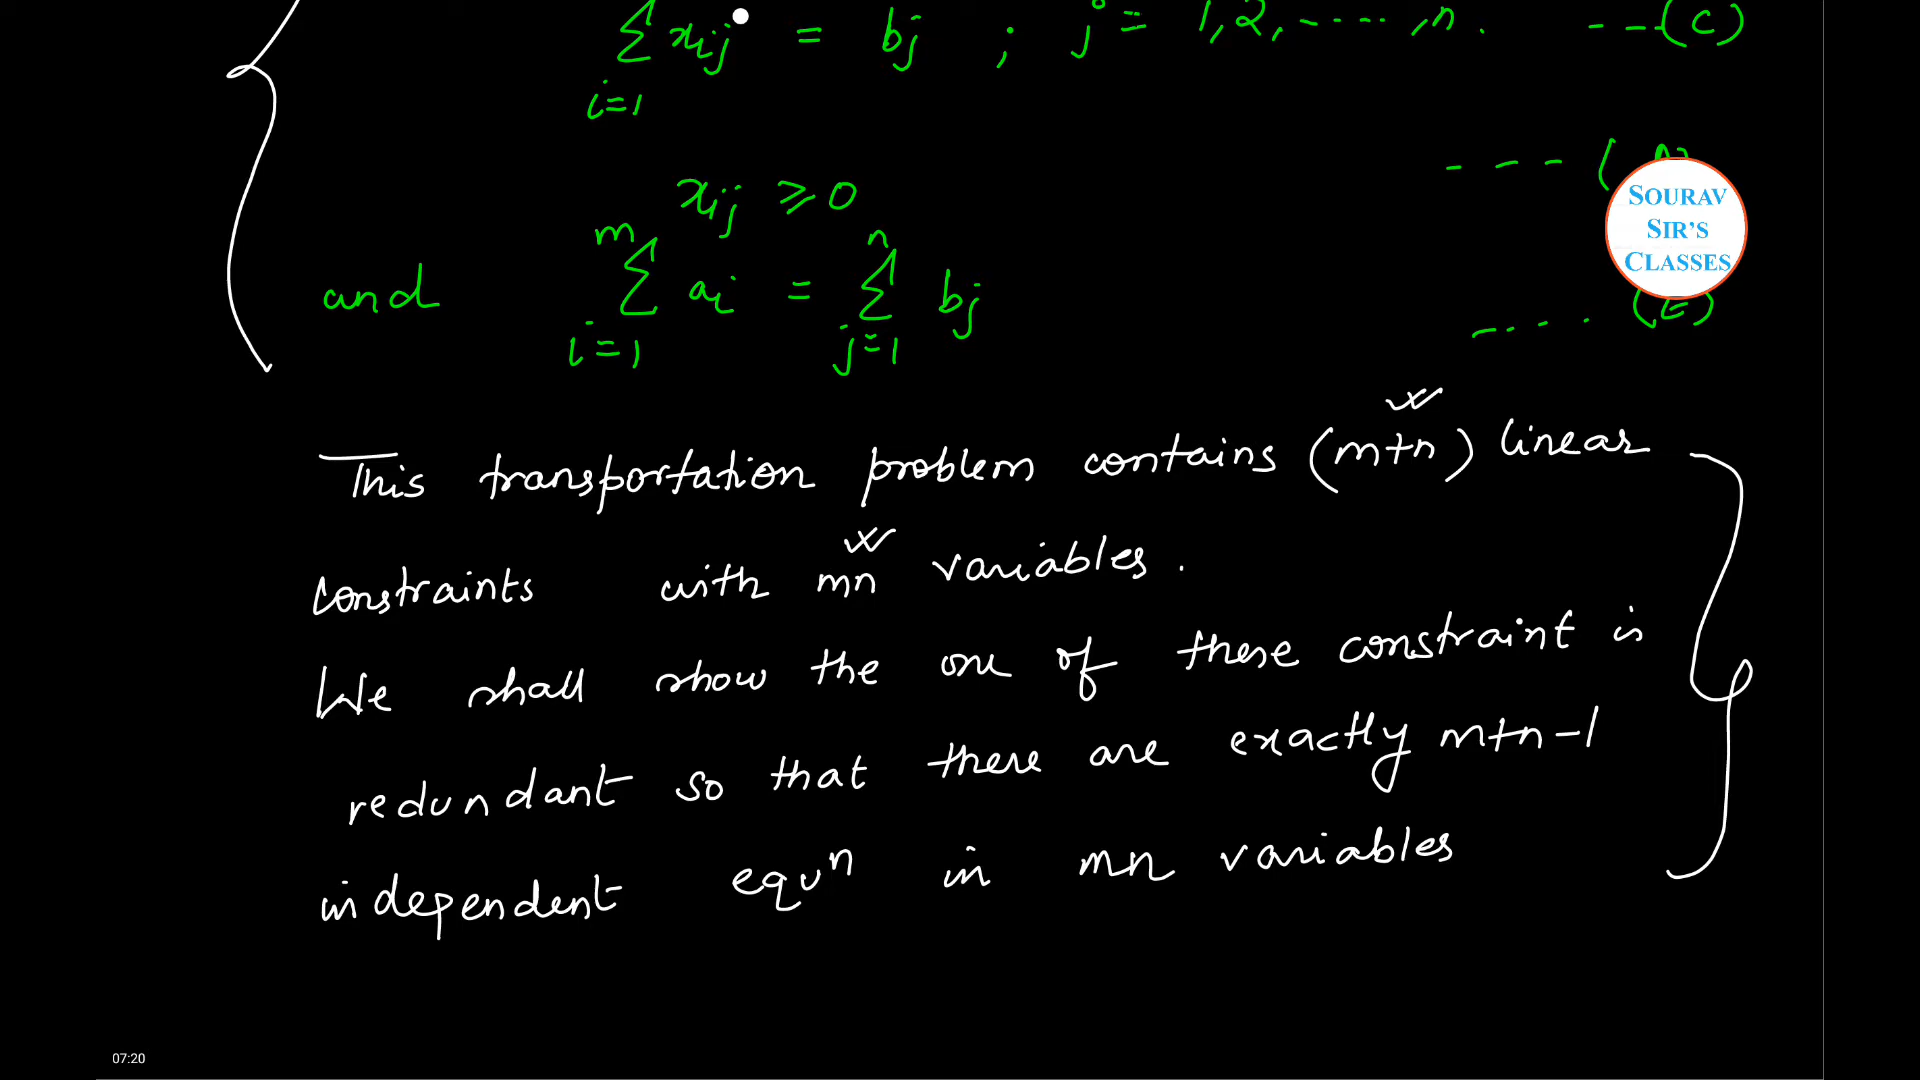 ∑ xij = bj ; j = 1,2,-----,n. ---(C)
i=1
xij ≥ 0 --- (
SOURAV
SIR'S
CLASSES
m n
and ∑ ai = ∑ bj ---- (E)
i=1 j=1
This transportation problem contains (m+n) linear
constraints with mn variables.
We shall show the one of these constraint is
redundant so that there are exactly m+n-1
independent equⁿ in mn variables
07:20